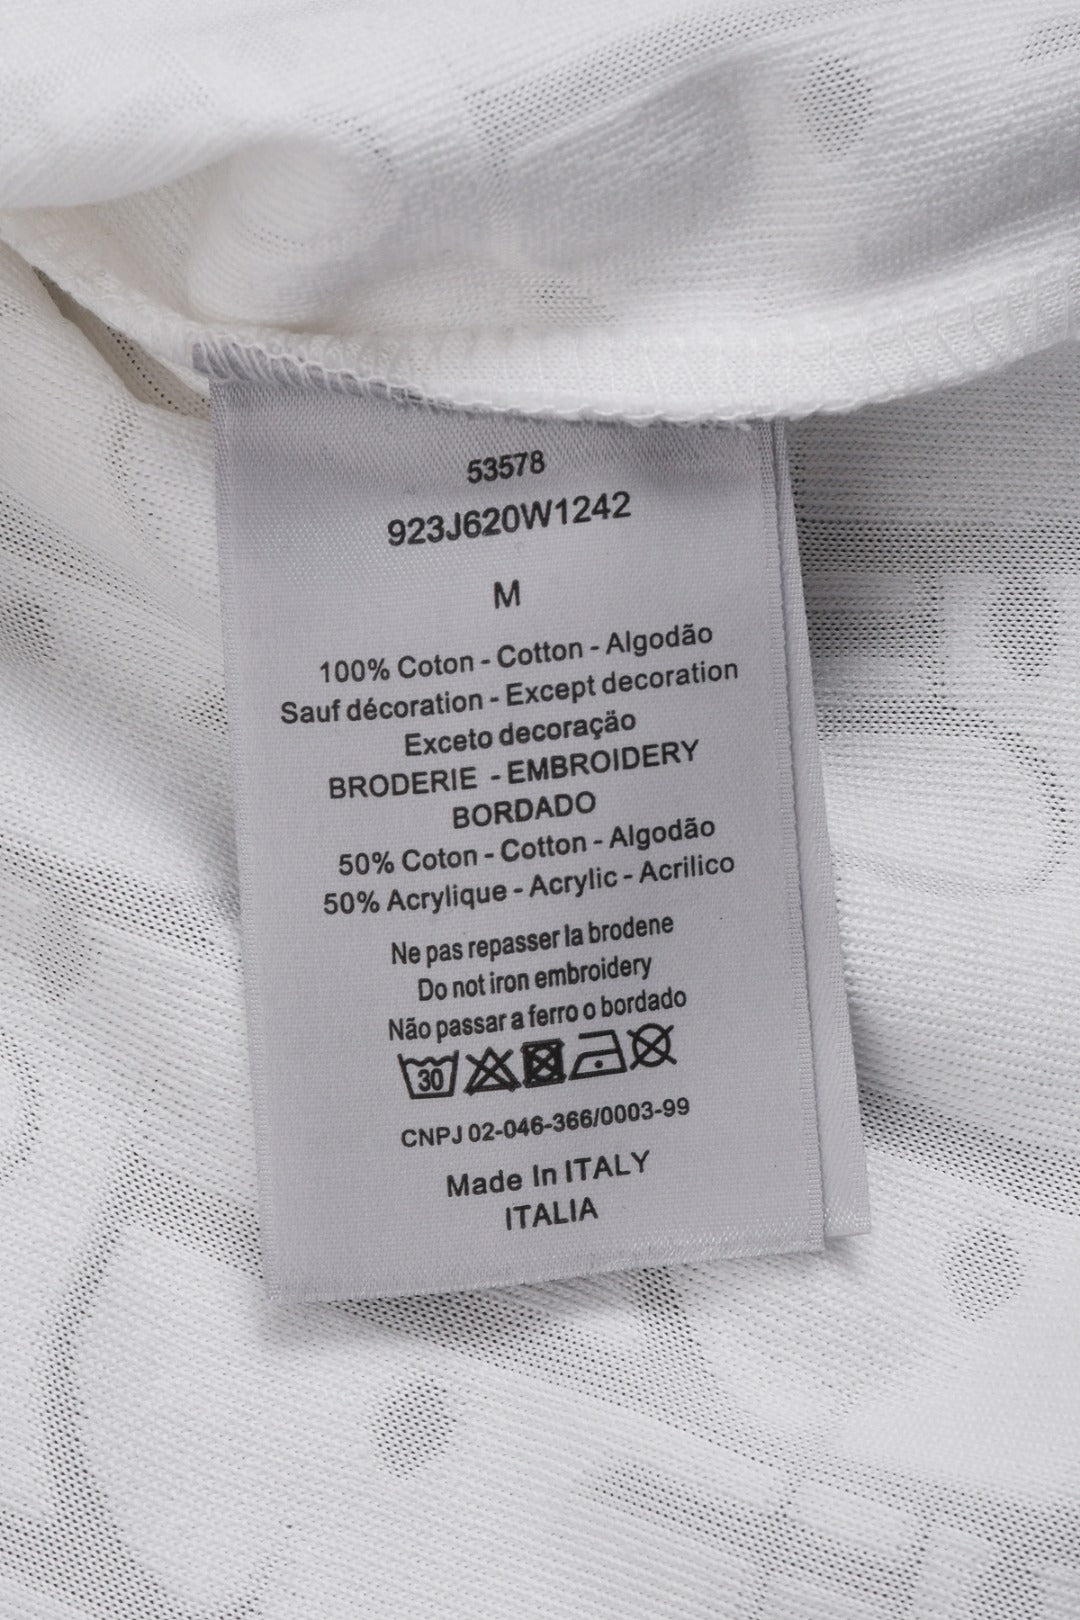 53578
923J620W1242
M
100% Coton - Cotton - Algodão
Sauf décoration - Except decoration
Exceto decoração
BRODERIE - EMBROIDERY
BORDADO
50% Coton - Cotton - Algodão
50% Acrylique - Acrylic - Acrilico
Ne pas repasser la brodene
Do not iron embroidery
Não passar a ferro o bordado
30
CNPJ 02-046-366/0003-99
Made In ITALY
ITALIA